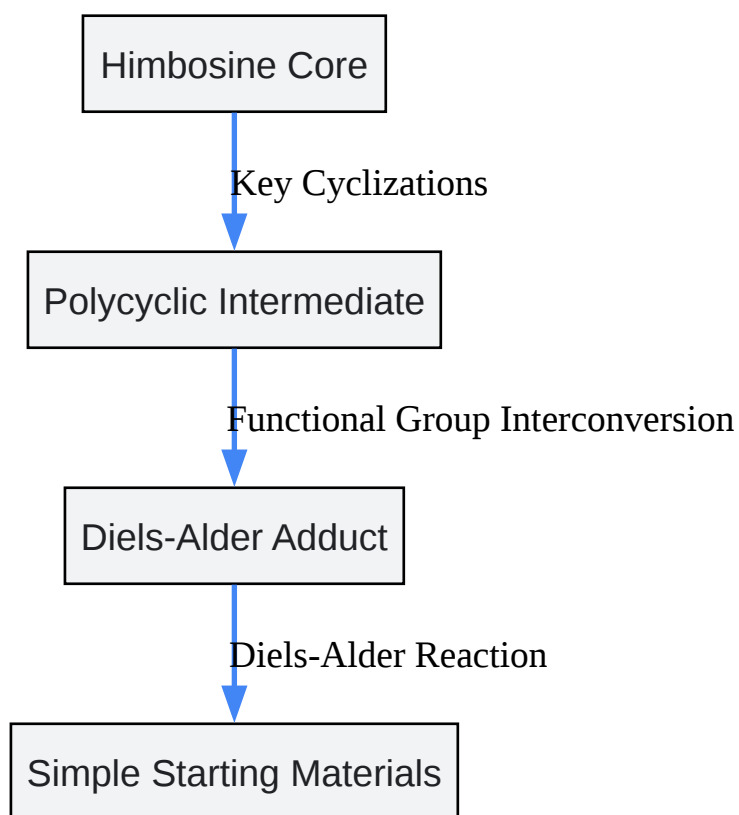 Himbosine Core
Key Cyclizations
Polycyclic Intermediate
Functional Group Interconversion
Diels-Alder Adduct
Diels-Alder Reaction
Simple Starting Materials